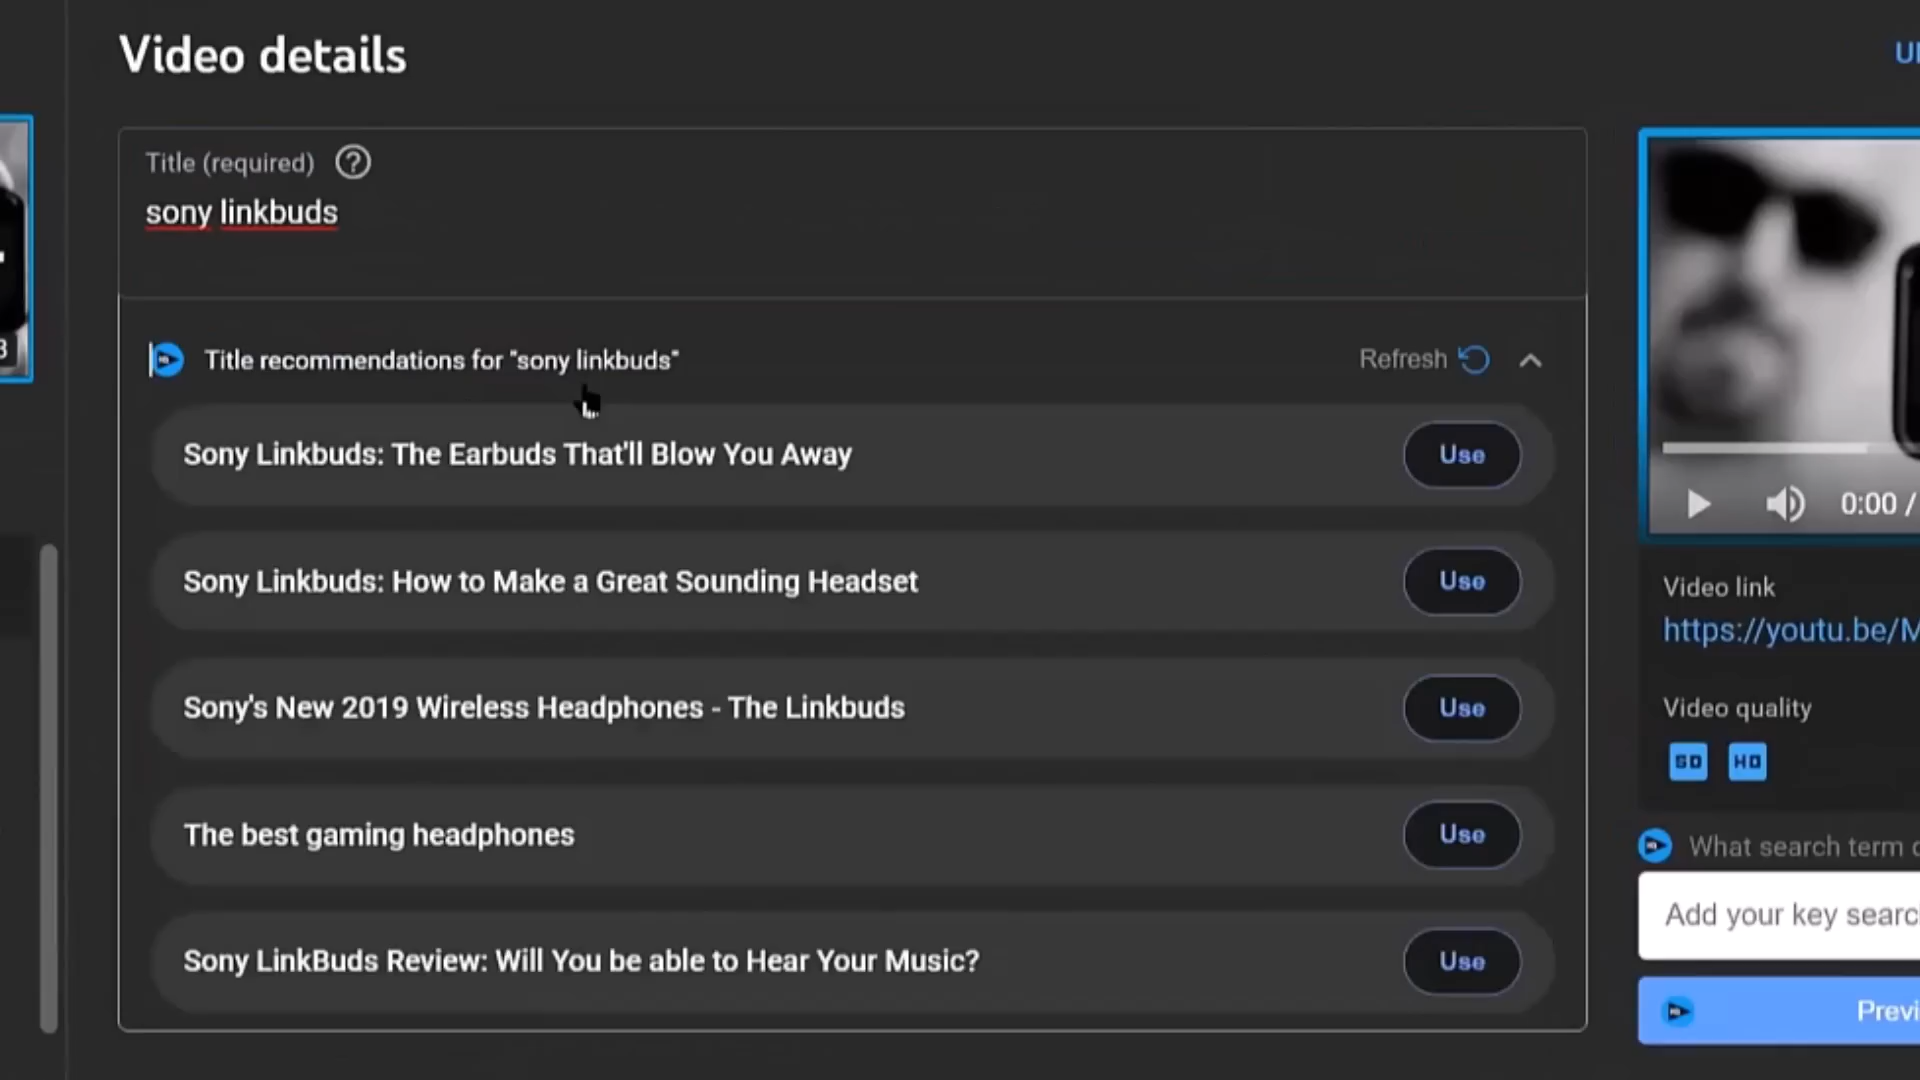 Video details
Title (required)
sony linkbuds
Title recommendations for "sony linkbuds"
Refresh
Sony Linkbuds: The Earbuds That'll Blow You Away
Use
Sony Linkbuds: How to Make a Great Sounding Headset
Use
Sony's New 2019 Wireless Headphones - The Linkbuds
Use
The best gaming headphones
Use
Sony LinkBuds Review: Will You be able to Hear Your Music?
Use
0:00 /
Video link
https://youtu.be/M
Video quality
SD HD
What search term
Add your key searc
Previ